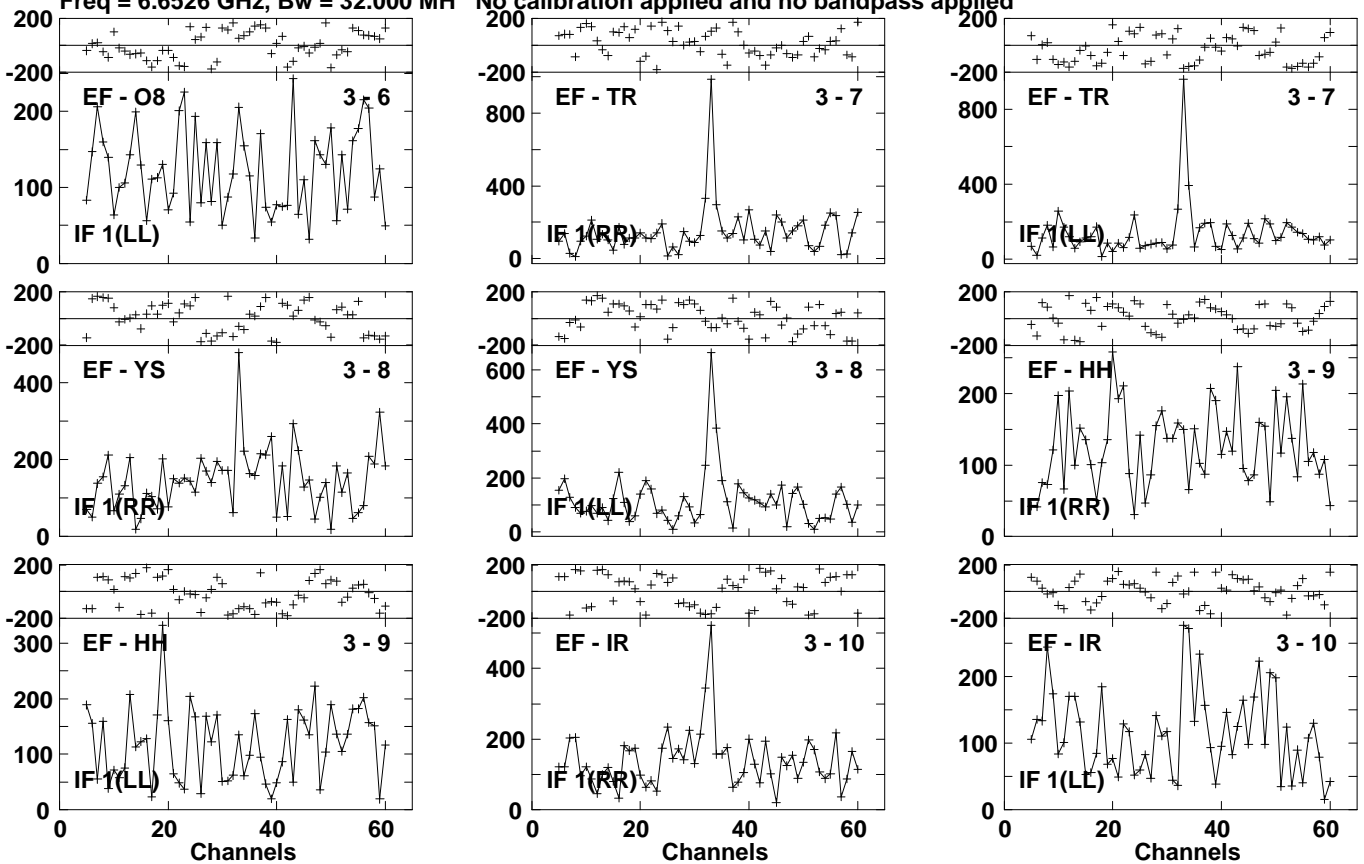 Freq = 6.6526 GHz, Bw = 32.000 MH No calibration applied and no bandpass applied
200
-200
EF - O8 3 - 6
200
100
0
IF 1(LL)
200
-200
EF - TR 3 - 7
800
400
0
IF 1(RR)
200
-200
EF - TR 3 - 7
800
400
0
IF 1(LL)
200
-200
EF - YS 3 - 8
400
200
0
IF 1(RR)
200
-200
EF - YS 3 - 8
600
400
200
0
IF 1(LL)
200
-200
EF - HH 3 - 9
200
100
0
IF 1(RR)
200
-200
EF - HH 3 - 9
300
200
100
0
IF 1(LL)
0 20 40 60
Channels
200
-200
EF - IR 3 - 10
400
200
0
IF 1(RR)
0 20 40 60
Channels
200
-200
EF - IR 3 - 10
200
100
0
IF 1(LL)
0 20 40 60
Channels